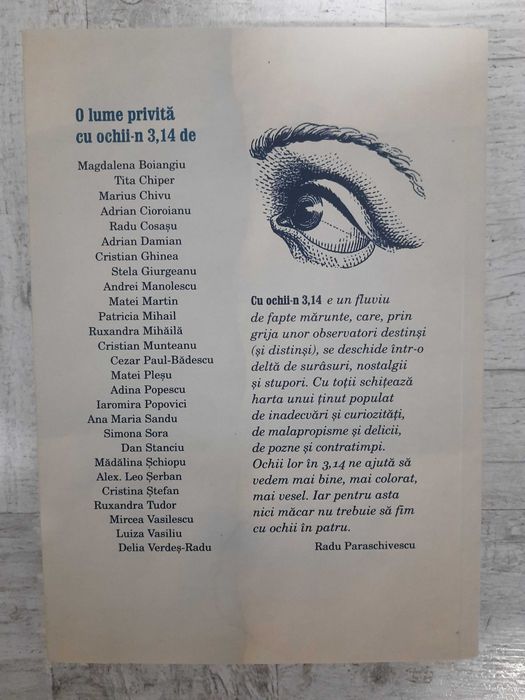 O lume privită
cu ochii-n 3,14 de
Magdalena Boiangiu
Tita Chiper
Marius Chivu
Adrian Cioroianu
Radu Cosașu
Adrian Damian
Cristian Ghinea
Stela Giurgeanu
Andrei Manolescu
Matei Martin
Patricia Mihail
Ruxandra Mihăilă
Cristian Munteanu
Cezar Paul-Bădescu
Matei Pleșu
Adina Popescu
Iaromira Popovici
Ana Maria Sandu
Simona Sora
Dan Stanciu
Mădălina Șchiopu
Alex. Leo Șerban
Cristina Ștefan
Ruxandra Tudor
Mircea Vasilescu
Luiza Vasiliu
Delia Verdeș-Radu
Cu ochii-n 3,14 e un fluviu
de fapte mărunte, care, prin
grija unor observatori destinși
(și distinși), se deschide într-o
deltă de surâsuri, nostalgii
și stupori. Cu toții schițează
harta unui ținut populat
de inadecvări și curiozități,
de malapropisme și delicii,
de pozne și contratimpi.
Ochii lor în 3,14 ne ajută să
vedem mai bine, mai colorat,
mai vesel. Iar pentru asta
nici măcar nu trebuie să fim
cu ochii în patru.
Radu Paraschivescu